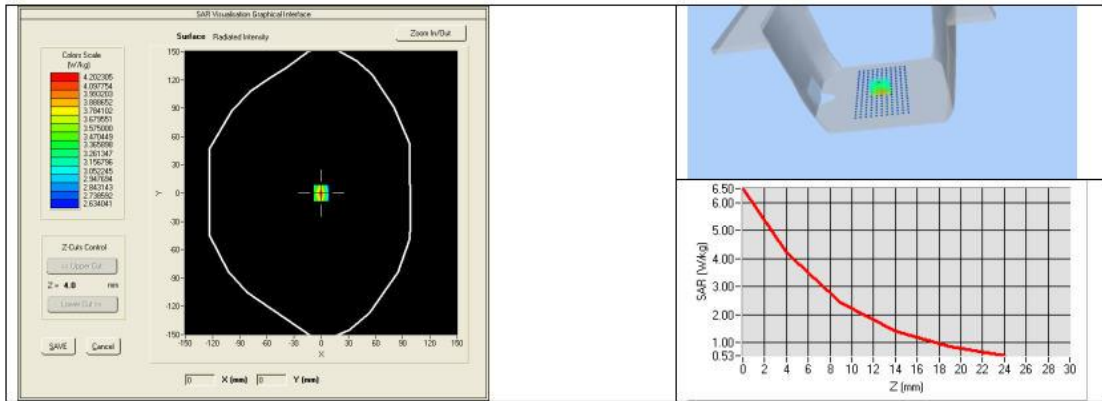 SAR Visualisation Graphical Interface
Surface Radiated Intensity
Zoom In/Out
Colors Scale
(W/kg)
4.202305
4.097754
3.993203
3.888652
3.784102
3.679551
3.575000
3.470449
3.365898
3.261347
3.156796
3.052245
2.947694
2.843143
2.738592
2.634041
Z-Cuts Control
<< Upper Cut
Z = 4.0 mm
Lower Cut >>
SAVE Cancel
150
120
90
60
30
0
-30
-60
-90
-120
-150
Y
-150 -120 -90 -60 -30 0 30 60 90 120 150
X
0 X (mm) 0 Y (mm)
6.50
6.00
5.00
4.00
3.00
2.00
1.00
0.53
SAR (W/kg)
0 2 4 6 8 10 12 14 16 18 20 22 24 26 28 30
Z (mm)